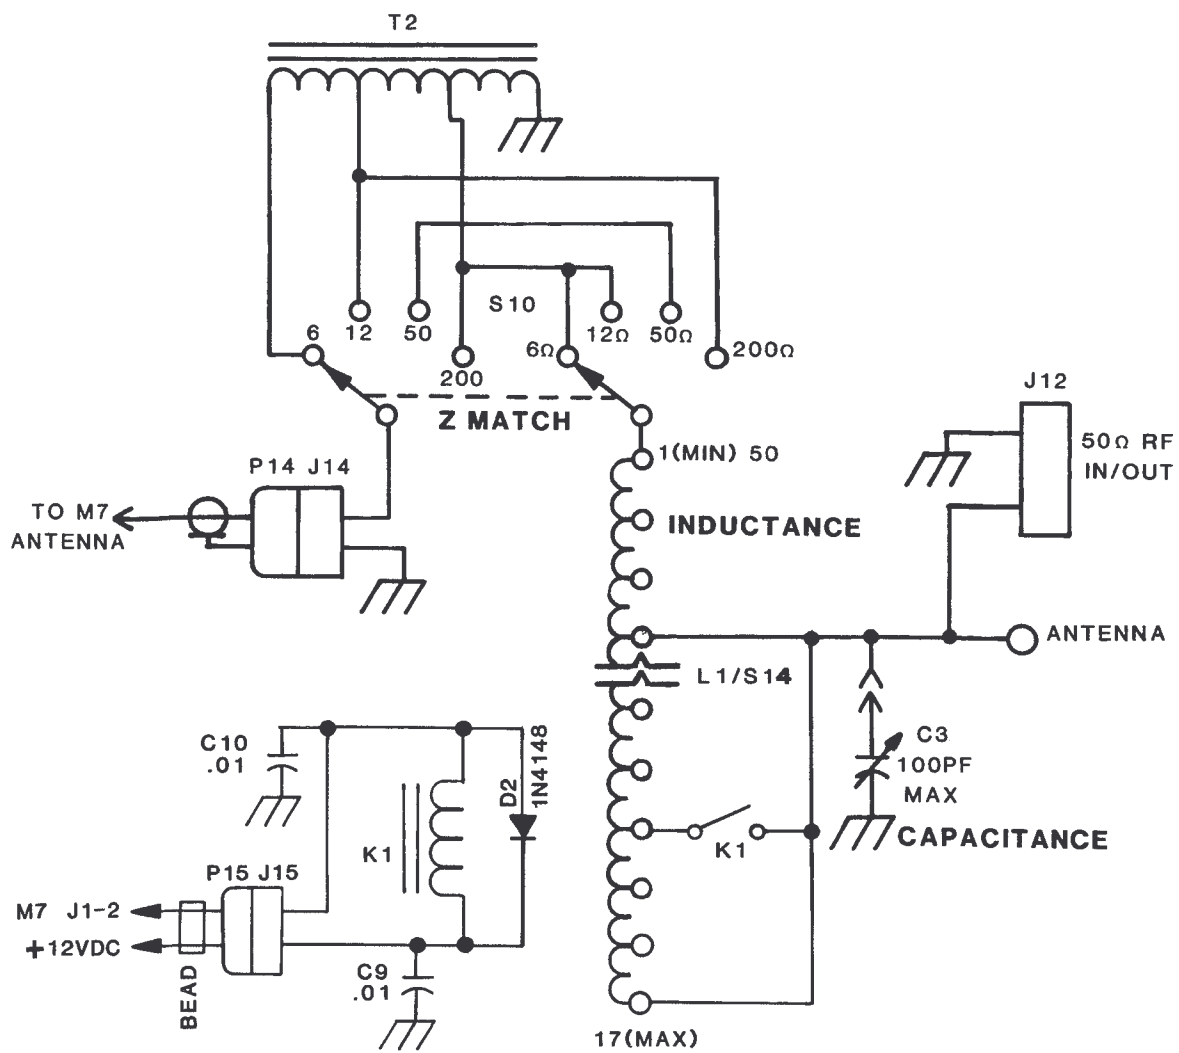 T2
S10
6
12
50
200
6Ω
12Ω
50Ω
200Ω
Z MATCH
J12
50Ω RF
IN/OUT
1(MIN) 50
P14 J14
TO M7
ANTENNA
INDUCTANCE
ANTENNA
L1/S14
C3
100PF
MAX
CAPACITANCE
K1
C10
.01
D2
1N4148
K1
P15 J15
M7 J1-2
+12VDC
BEAD
C9
.01
17(MAX)